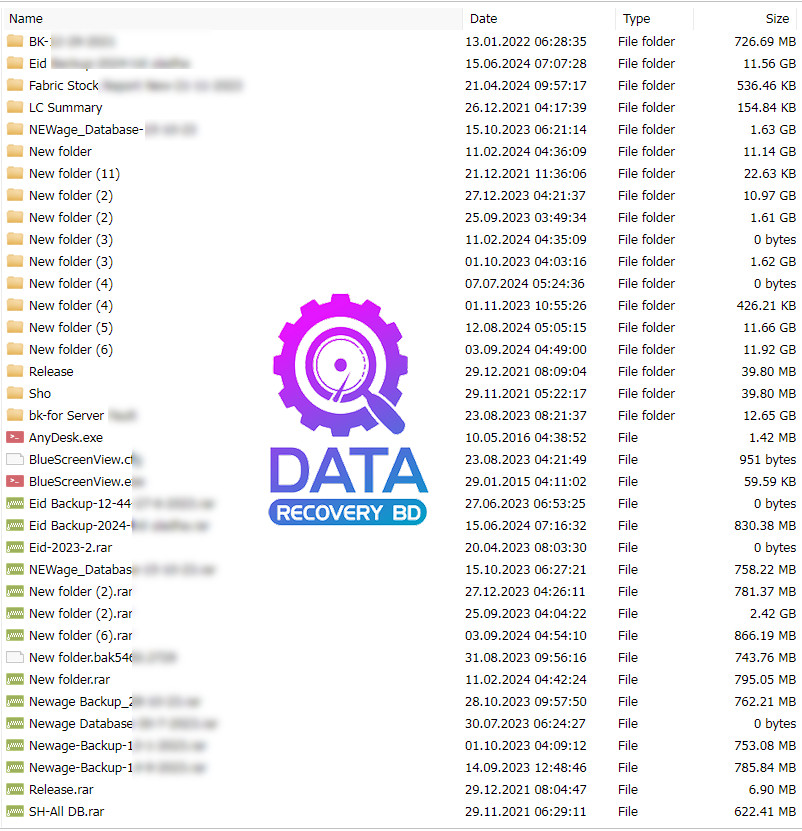 Name Date Type Size
BK- 13.01.2022 06:28:35 File folder 726.69 MB
Eid 15.06.2024 07:07:28 File folder 11.56 GB
Fabric Stock 21.04.2024 09:57:17 File folder 536.46 KB
LC Summary 26.12.2021 04:17:39 File folder 154.84 KB
NEWage_Database- 15.10.2023 06:21:14 File folder 1.63 GB
New folder 11.02.2024 04:36:09 File folder 11.14 GB
New folder (11) 21.12.2021 11:36:06 File folder 22.63 KB
New folder (2) 27.12.2023 04:21:37 File folder 10.97 GB
New folder (2) 25.09.2023 03:49:34 File folder 1.61 GB
New folder (3) 11.02.2024 04:35:09 File folder 0 bytes
New folder (3) 01.10.2023 04:03:16 File folder 1.62 GB
New folder (4) 07.07.2024 05:24:36 File folder 0 bytes
New folder (4) 01.11.2023 10:55:26 File folder 426.21 KB
New folder (5) 12.08.2024 05:05:15 File folder 11.66 GB
New folder (6) 03.09.2024 04:49:00 File folder 11.92 GB
Release 29.12.2021 08:09:04 File folder 39.80 MB
Sho 29.11.2021 05:22:17 File folder 39.80 MB
bk-for Server 23.08.2023 08:21:37 File folder 12.65 GB
AnyDesk.exe 10.05.2016 04:38:52 File 1.42 MB
BlueScreenView.cf 23.08.2023 04:21:49 File 951 bytes
BlueScreenView.e 29.01.2015 04:11:02 File 59.59 KB
Eid Backup-12-44 27.06.2023 06:53:25 File 0 bytes
Eid Backup-2024- 15.06.2024 07:16:32 File 830.38 MB
Eid-2023-2.rar 20.04.2023 08:03:30 File 0 bytes
NEWage_Databas 15.10.2023 06:27:21 File 758.22 MB
New folder (2).rar 27.12.2023 04:26:11 File 781.37 MB
New folder (2).rar 25.09.2023 04:04:22 File 2.42 GB
New folder (6).rar 03.09.2024 04:54:10 File 866.19 MB
New folder.bak546 31.08.2023 09:56:16 File 743.76 MB
New folder.rar 11.02.2024 04:42:24 File 795.05 MB
Newage Backup_2 28.10.2023 09:57:50 File 762.21 MB
Newage Database 30.07.2023 06:24:27 File 0 bytes
Newage-Backup-1 01.10.2023 04:09:12 File 753.08 MB
Newage-Backup-1 14.09.2023 12:48:46 File 785.84 MB
Release.rar 29.12.2021 08:04:47 File 6.90 MB
SH-All DB.rar 29.11.2021 06:29:11 File 622.41 MB
DATA
RECOVERY BD